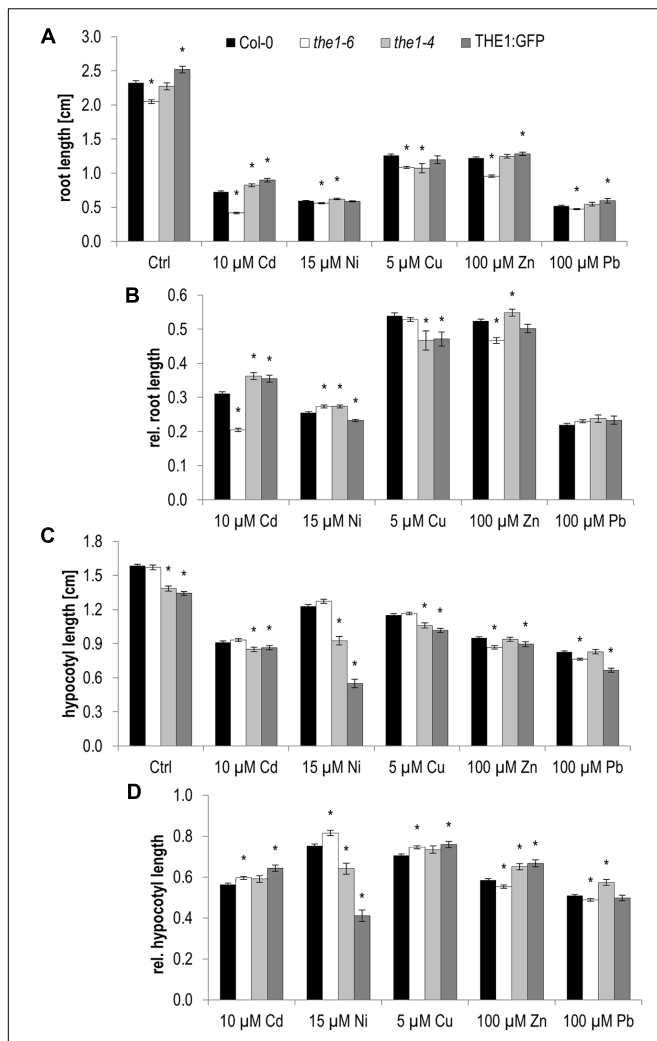 A
Col-0 the1-6 the1-4 THE1:GFP
root length [cm]
3.0
2.5
2.0
1.5
1.0
0.5
0.0
* *
* * *
* *
* *
* *
* *
Ctrl 10 µM Cd 15 µM Ni 5 µM Cu 100 µM Zn 100 µM Pb
B
rel. root length
0.6
0.5
0.4
0.3
0.2
0.1
0.0
* * *
* * *
* *
* *
10 µM Cd 15 µM Ni 5 µM Cu 100 µM Zn 100 µM Pb
C
hypocotyl length [cm]
1.8
1.5
1.2
0.9
0.6
0.3
0.0
* *
* *
* *
* *
* *
* *
Ctrl 10 µM Cd 15 µM Ni 5 µM Cu 100 µM Zn 100 µM Pb
D
rel. hypocotyl length
1.0
0.8
0.6
0.4
0.2
0.0
* *
* * *
* *
* * *
* *
10 µM Cd 15 µM Ni 5 µM Cu 100 µM Zn 100 µM Pb